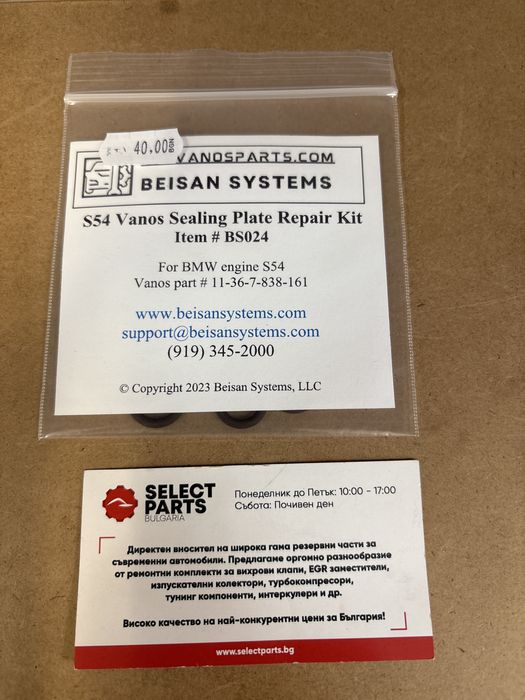 40,00 BGN
VANOSPARTS.COM
BEISAN SYSTEMS
S54 Vanos Sealing Plate Repair Kit
Item # BS024
For BMW engine S54
Vanos part # 11-36-7-838-161
www.beisansystems.com
support@beisansystems.com
(919) 345-2000
© Copyright 2023 Beisan Systems, LLC
SELECT
PARTS
BULGARIA
Понеделник до Петък: 10:00 - 17:00
Събота: Почивен ден
Директен вносител на широка гама резервни части за
съвременни автомобили. Предлагаме огромно разнообразие
от ремонтни комплекти за вихрови клапи, EGR заместители,
изпускателни колектори, турбокомпресори,
тунинг компоненти, интеркулери и др.
Високо качество на най-конкурентни цени за България!
www.selectparts.bg